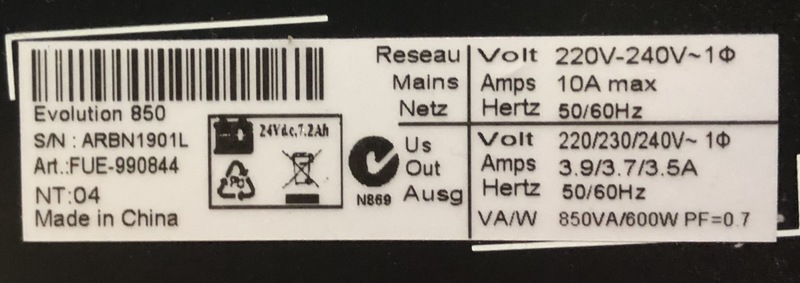 Evolution 850
S/N : ARBN1901L
Art.:FUE-990844
NT:04
Made in China
24Vd.c,7.2Ah
Pb
N869
Reseau Volt 220V-240V~1Φ
Mains Amps 10A max
Netz Hertz 50/60Hz
Us Volt 220/230/240V~ 1Φ
Out Amps 3.9/3.7/3.5A
Ausg Hertz 50/60Hz
VA/W 850VA/600W PF=0.7